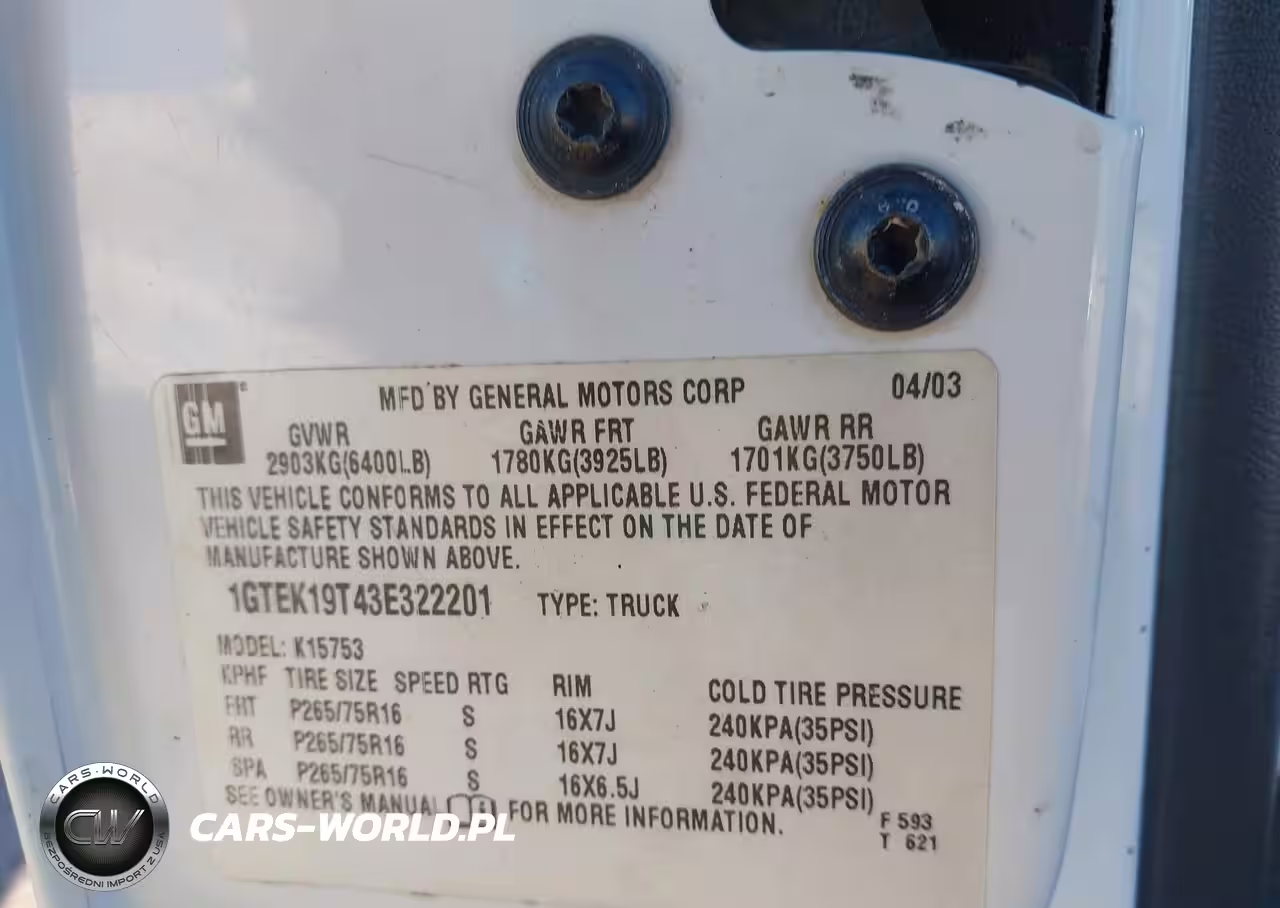 GM
MFD BY GENERAL MOTORS CORP 04/03
GVWR GAWR FRT GAWR RR
2903KG(6400LB) 1780KG(3925LB) 1701KG(3750LB)
THIS VEHICLE CONFORMS TO ALL APPLICABLE U.S. FEDERAL MOTOR
VEHICLE SAFETY STANDARDS IN EFFECT ON THE DATE OF
MANUFACTURE SHOWN ABOVE.
1GTEK19T43E322201 TYPE: TRUCK
MODEL: K15753
KPHF TIRE SIZE SPEED RTG RIM COLD TIRE PRESSURE
FRT P265/75R16 S 16X7J 240KPA(35PSI)
RR P265/75R16 S 16X7J 240KPA(35PSI)
SPA P265/75R16 S 16X6.5J 240KPA(35PSI)
SEE OWNER'S MANUAL FOR MORE INFORMATION.
F 593
T 621
CARS-WORLD
CW
BEZPOŚREDNI IMPORT Z USA
CARS-WORLD.PL